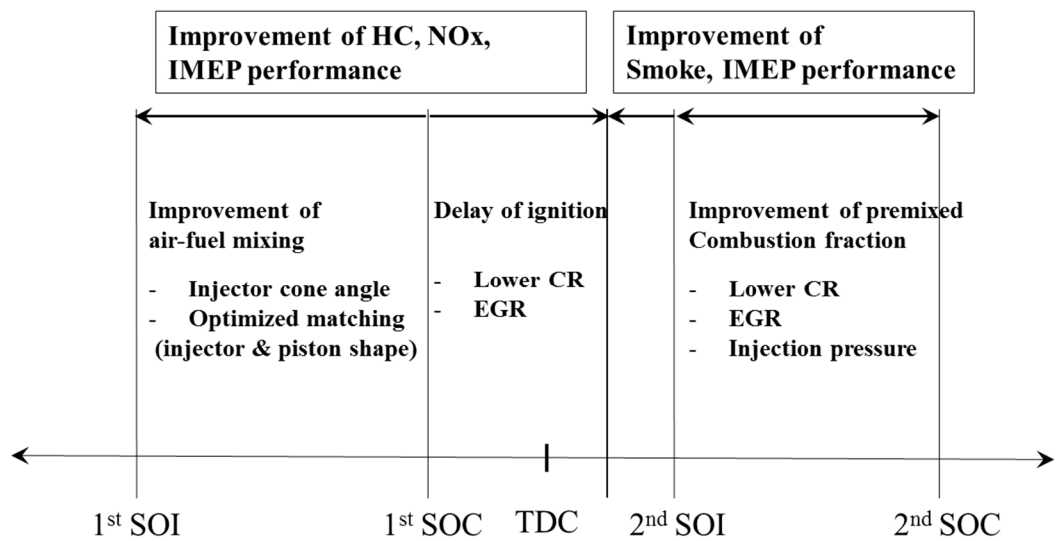 Improvement of HC, NOx,
IMEP performance
Improvement of
Smoke, IMEP performance
Improvement of
air-fuel mixing
- Injector cone angle
- Optimized matching
(injector & piston shape)
Delay of ignition
- Lower CR
- EGR
Improvement of premixed
Combustion fraction
- Lower CR
- EGR
- Injection pressure
1st SOI
1st SOC
TDC
2nd SOI
2nd SOC